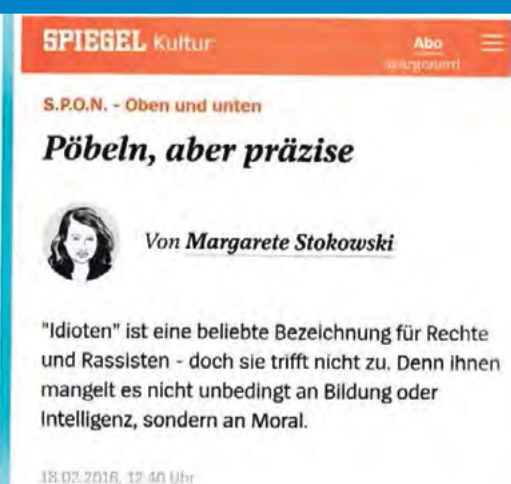 SPIEGEL Kultur
Abo
S.P.O.N. - Oben und unten
Pöbeln, aber präzise
Von Margarete Stokowski
"Idioten" ist eine beliebte Bezeichnung für Rechte
und Rassisten - doch sie trifft nicht zu. Denn ihnen
mangelt es nicht unbedingt an Bildung oder
Intelligenz, sondern an Moral.
18.02.2016, 12.40 Uhr